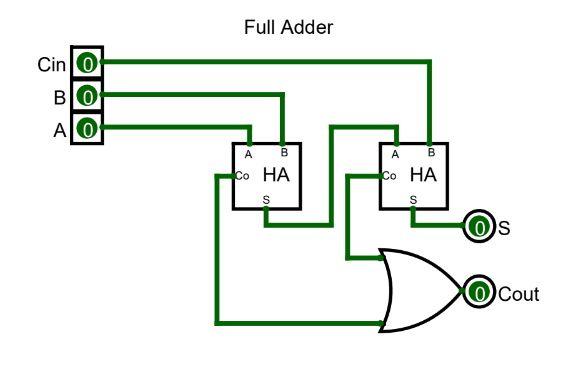 Full Adder
Cin 0
B 0
A 0
A B
Co HA
S
A B
Co HA
S
0 S
0 Cout